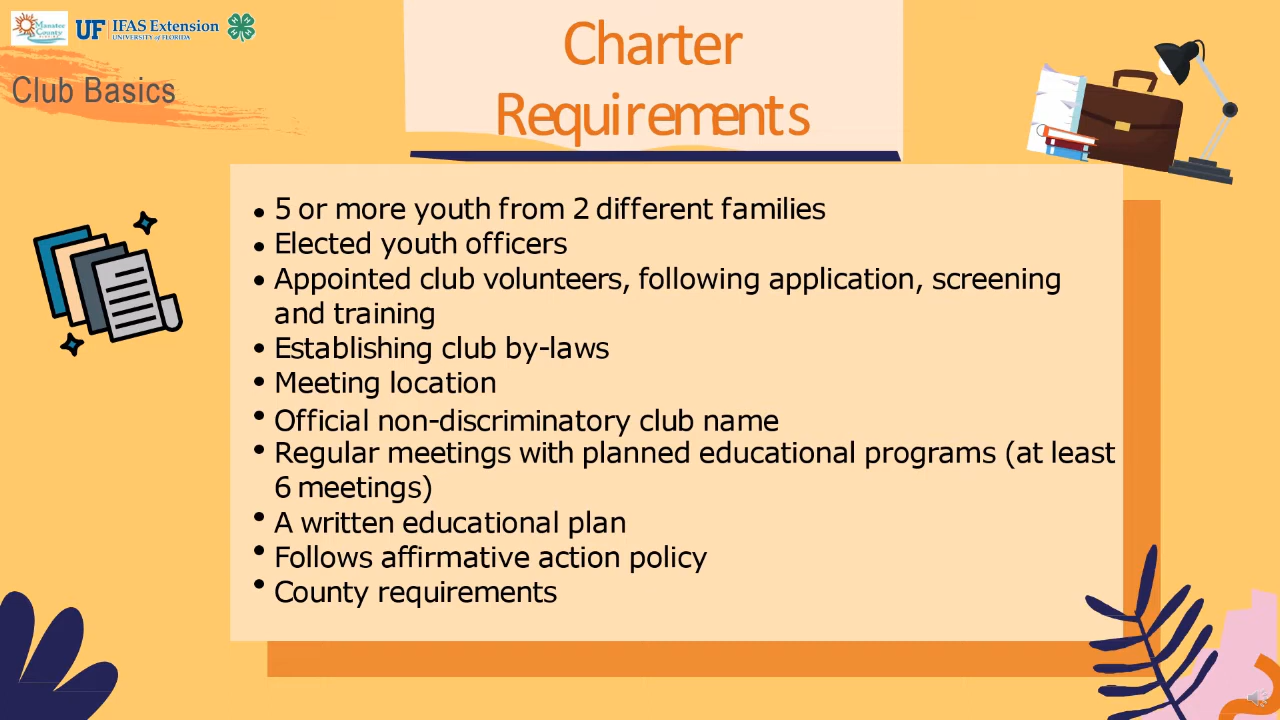 Manatee
County
FLORIDA
UF IFAS Extension
UNIVERSITY of FLORIDA
H H
H H
Club Basics
Charter
Requirements
• 5 or more youth from 2 different families
• Elected youth officers
• Appointed club volunteers, following application, screening
and training
• Establishing club by-laws
• Meeting location
• Official non-discriminatory club name
• Regular meetings with planned educational programs (at least
6 meetings)
• A written educational plan
• Follows affirmative action policy
• County requirements